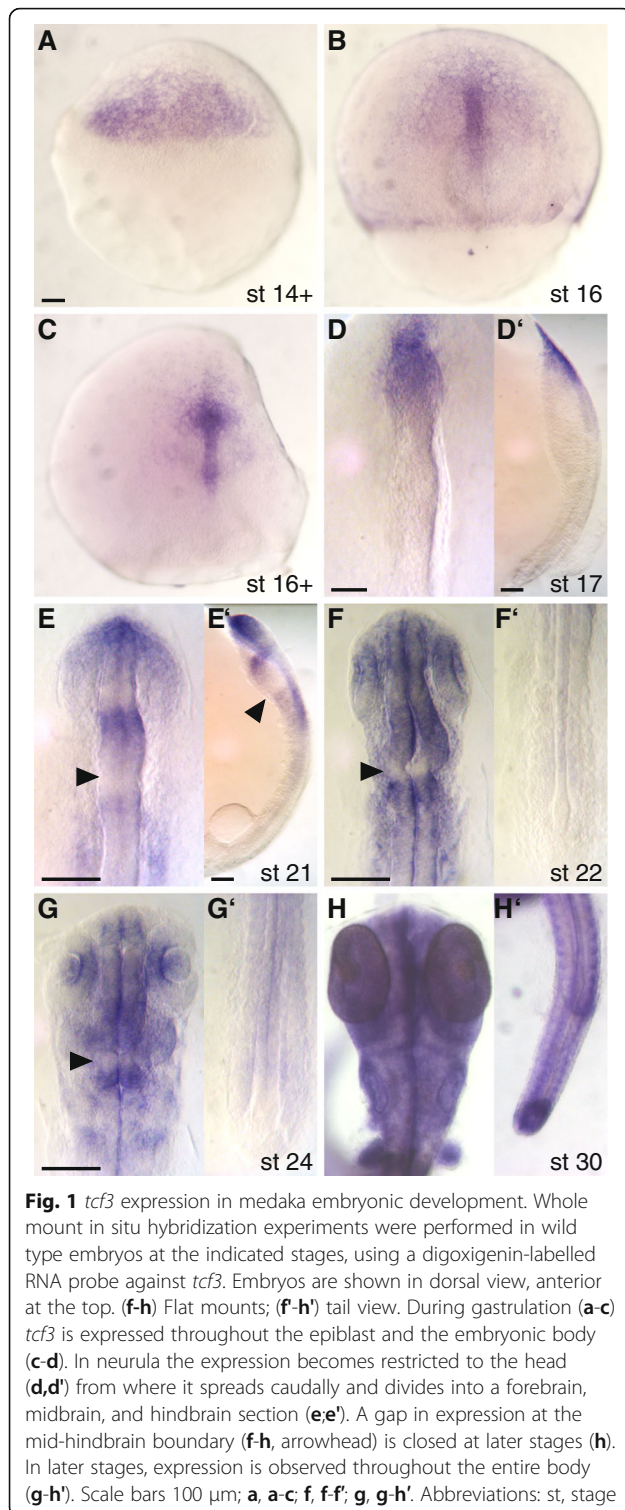 A
B
st 14+
st 16
C
D
D‘
st 16+
st 17
E
E‘
F
F‘
st 21
st 22
G
G‘
H
H‘
st 24
st 30
Fig. 1 tcf3 expression in medaka embryonic development. Whole
mount in situ hybridization experiments were performed in wild
type embryos at the indicated stages, using a digoxigenin-labelled
RNA probe against tcf3. Embryos are shown in dorsal view, anterior
at the top. (f-h) Flat mounts; (f'-h') tail view. During gastrulation (a-c)
tcf3 is expressed throughout the epiblast and the embryonic body
(c-d). In neurula the expression becomes restricted to the head
(d,d') from where it spreads caudally and divides into a forebrain,
midbrain, and hindbrain section (e;e'). A gap in expression at the
mid-hindbrain boundary (f-h, arrowhead) is closed at later stages (h).
In later stages, expression is observed throughout the entire body
(g-h'). Scale bars 100 μm; a, a-c; f, f-f′; g, g-h′. Abbreviations: st, stage